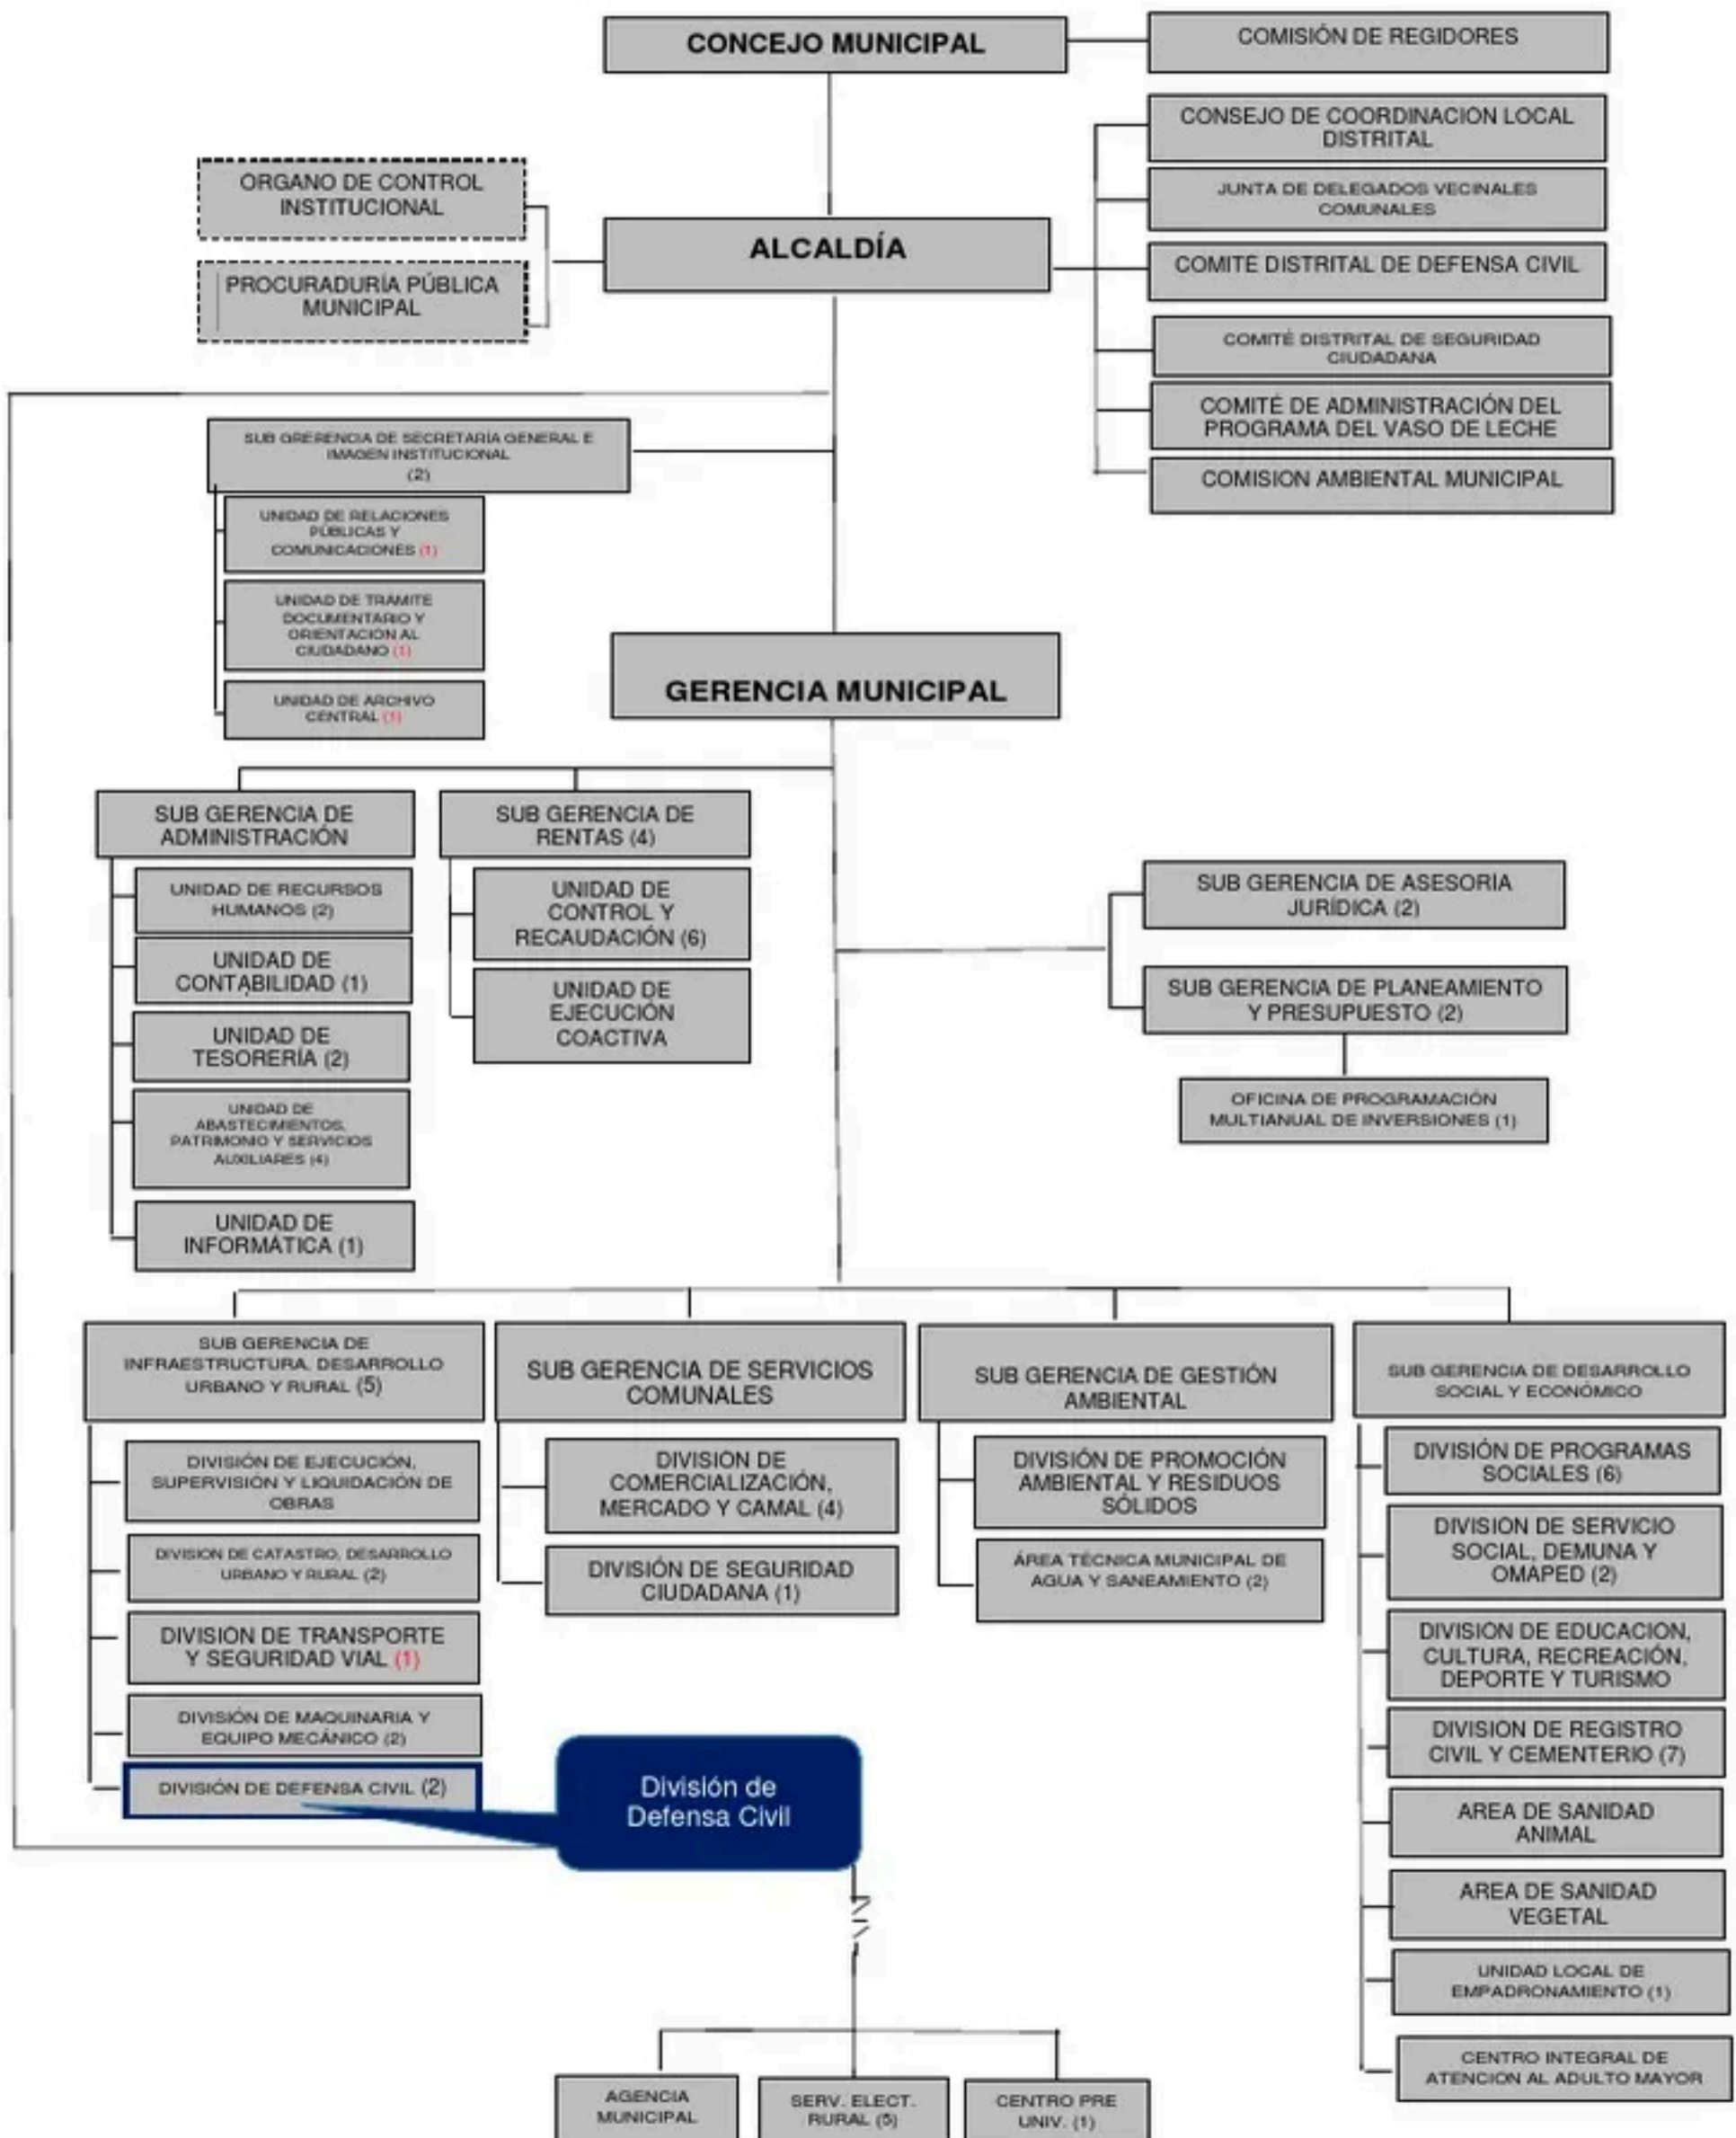 CONCEJO MUNICIPAL
COMISIÓN DE REGIDORES
CONSEJO DE COORDINACIÓN LOCAL
DISTRITAL
JUNTA DE DELEGADOS VECINALES
COMUNALES
COMITÉ DISTRITAL DE DEFENSA CIVIL
COMITÉ DISTRITAL DE SEGURIDAD
CIUDADANA
COMITÉ DE ADMINISTRACIÓN DEL
PROGRAMA DEL VASO DE LECHE
COMISION AMBIENTAL MUNICIPAL
ORGANO DE CONTROL
INSTITUCIONAL
PROCURADURÍA PÚBLICA
MUNICIPAL
ALCALDÍA
SUB GRERENCIA DE SECRETARÍA GENERAL E
IMAGEN INSTITUCIONAL
(2)
UNIDAD DE RELACIONES
PÚBLICAS Y
COMUNICACIONES (1)
UNIDAD DE TRÁMITE
DOCUMENTARIO Y
ORIENTACIÓN AL
CIUDADANO (1)
UNIDAD DE ARCHIVO
CENTRAL (1)
GERENCIA MUNICIPAL
SUB GERENCIA DE
ADMINISTRACIÓN
UNIDAD DE RECURSOS
HUMANOS (2)
UNIDAD DE
CONTABILIDAD (1)
UNIDAD DE
TESORERÍA (2)
UNIDAD DE
ABASTECIMIENTOS,
PATRIMONIO Y SERVICIOS
AUXILIARES (4)
UNIDAD DE
INFORMÁTICA (1)
SUB GERENCIA DE
RENTAS (4)
UNIDAD DE
CONTROL Y
RECAUDACIÓN (6)
UNIDAD DE
EJECUCIÓN
COACTIVA
SUB GERENCIA DE ASESORÍA
JURÍDICA (2)
SUB GERENCIA DE PLANEAMIENTO
Y PRESUPUESTO (2)
OFICINA DE PROGRAMACIÓN
MULTIANUAL DE INVERSIONES (1)
SUB GERENCIA DE
INFRAESTRUCTURA, DESARROLLO
URBANO Y RURAL (5)
DIVISIÓN DE EJECUCIÓN,
SUPERVISIÓN Y LIQUIDACIÓN DE
OBRAS
DIVISION DE CATASTRO, DESARROLLO
URBANO Y RURAL (2)
DIVISIÓN DE TRANSPORTE
Y SEGURIDAD VIAL (1)
DIVISIÓN DE MAQUINARIA Y
EQUIPO MECÁNICO (2)
DIVISIÓN DE DEFENSA CIVIL (2)
División de
Defensa Civil
SUB GERENCIA DE SERVICIOS
COMUNALES
DIVISION DE
COMERCIALIZACIÓN,
MERCADO Y CAMAL (4)
DIVISIÓN DE SEGURIDAD
CIUDADANA (1)
SUB GERENCIA DE GESTIÓN
AMBIENTAL
DIVISIÓN DE PROMOCIÓN
AMBIENTAL Y RESIDUOS
SÓLIDOS
ÁREA TÉCNICA MUNICIPAL DE
AGUA Y SANEAMIENTO (2)
SUB GERENCIA DE DESARROLLO
SOCIAL Y ECONÓMICO
DIVISIÓN DE PROGRAMAS
SOCIALES (6)
DIVISIÓN DE SERVICIO
SOCIAL, DEMUNA Y
OMAPED (2)
DIVISIÓN DE EDUCACIÓN,
CULTURA, RECREACIÓN,
DEPORTE Y TURISMO
DIVISIÓN DE REGISTRO
CIVIL Y CEMENTERIO (7)
AREA DE SANIDAD
ANIMAL
AREA DE SANIDAD
VEGETAL
UNIDAD LOCAL DE
EMPADRONAMIENTO (1)
CENTRO INTEGRAL DE
ATENCION AL ADULTO MAYOR
AGENCIA
MUNICIPAL
SERV. ELECT.
RURAL (5)
CENTRO PRE
UNIV. (1)